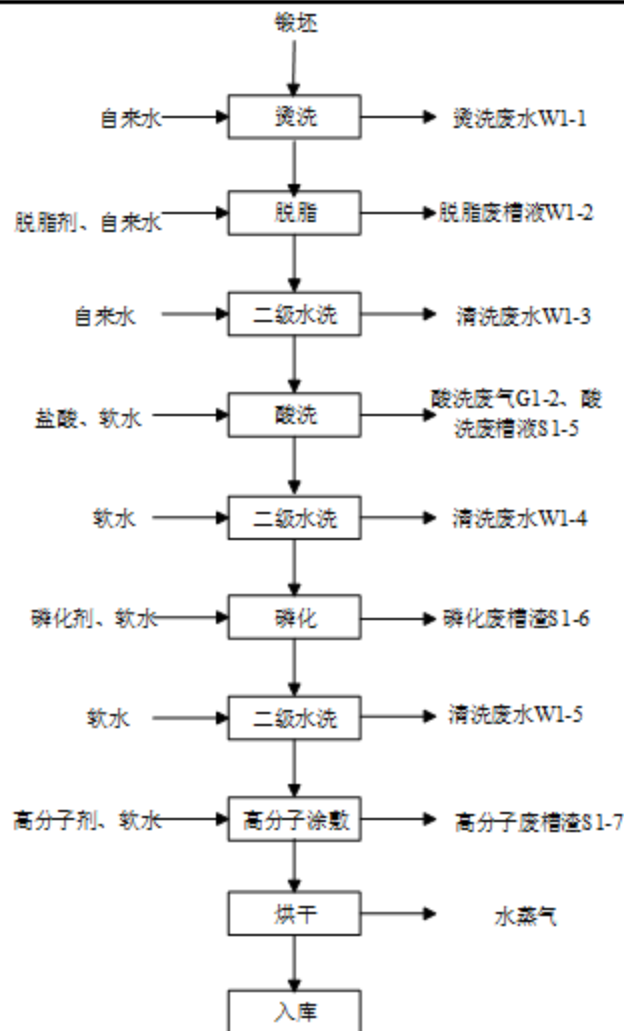 锻坯
自来水
烫洗
烫洗废水W1-1
脱脂剂、自来水
脱脂
脱脂废槽液W1-2
自来水
二级水洗
清洗废水W1-3
盐酸、软水
酸洗
酸洗废气G1-2、酸
洗废槽液S1-5
软水
二级水洗
清洗废水W1-4
磷化剂、软水
磷化
磷化废槽渣S1-6
软水
二级水洗
清洗废水W1-5
高分子剂、软水
高分子涂敷
高分子废槽渣S1-7
烘干
水蒸气
入库